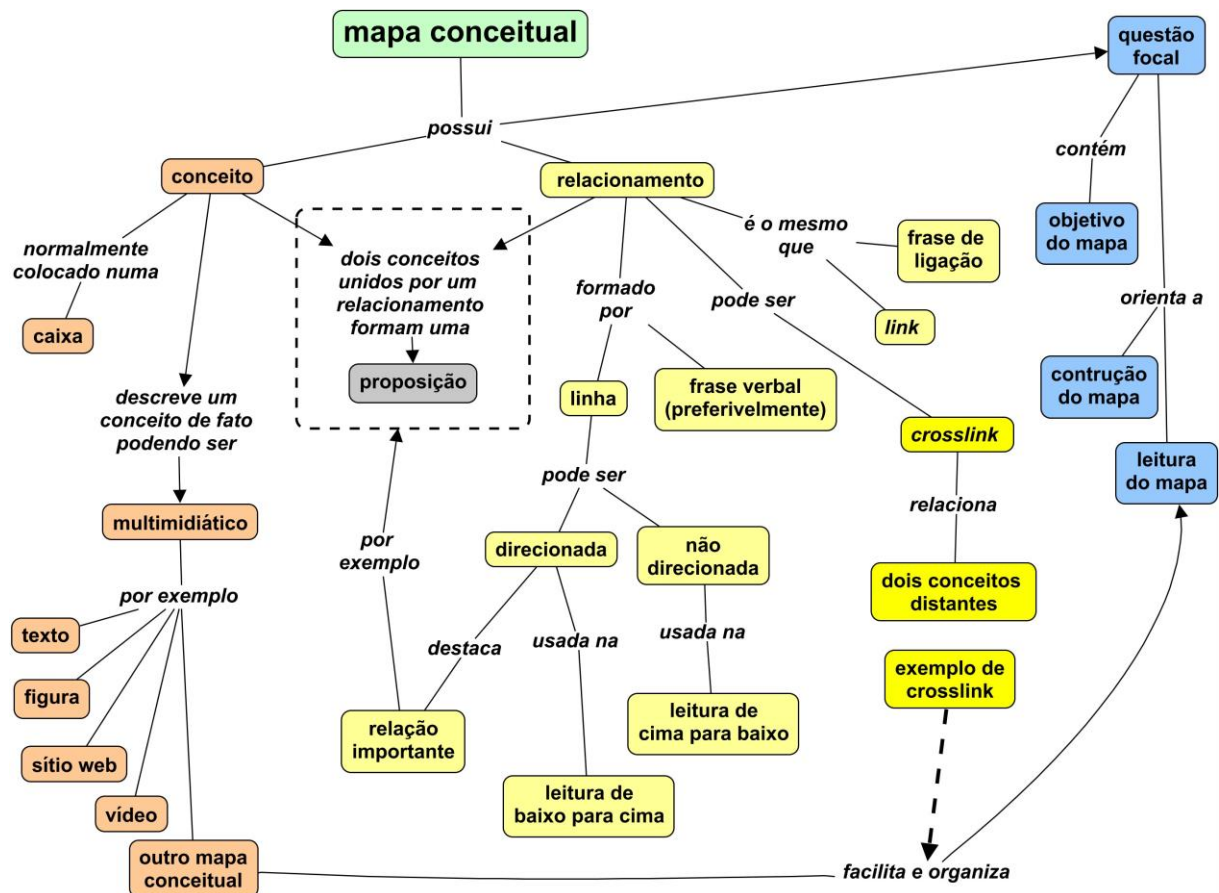 mapa conceitual
questão
focal
possui
contém
conceito
relacionamento
normalmente
colocado numa
caixa
dois conceitos
unidos por um
relacionamento
formam uma
proposição
é o mesmo
que
frase de
ligação
link
objetivo
do mapa
formado
por
pode ser
orienta a
contrução
do mapa
linha
frase verbal
(preferivelmente)
descreve um
conceito de fato
podendo ser
crosslink
leitura
do mapa
multimidiático
pode ser
relaciona
por
exemplo
direcionada
não
direcionada
dois conceitos
distantes
por exemplo
texto
figura
sítio web
vídeo
outro mapa
conceitual
destaca
usada na
usada na
relação
importante
leitura de
baixo para cima
leitura de
cima para baixo
exemplo de
crosslink
facilita e organiza